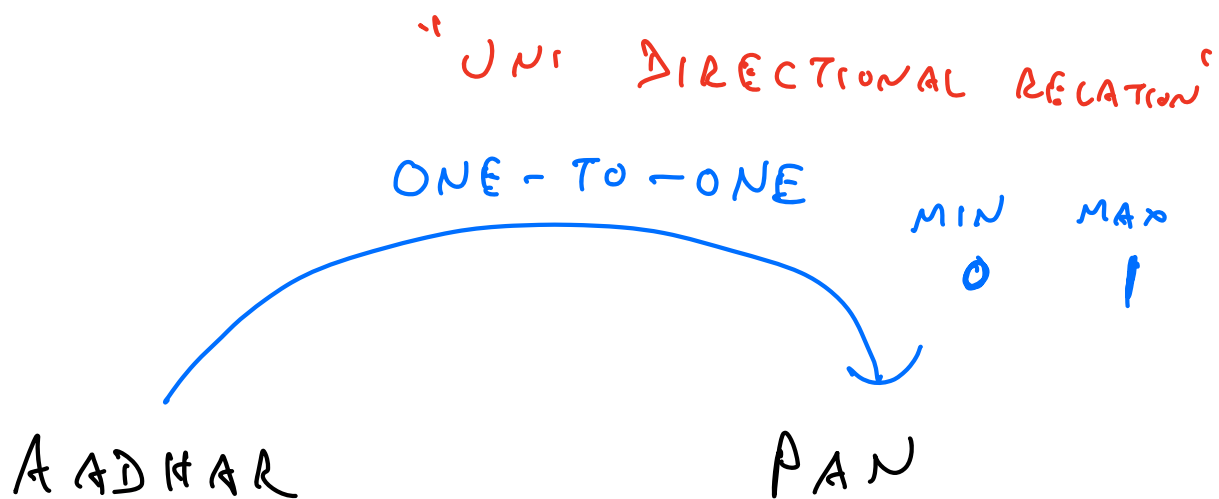 "UNI DIRECTIONAL RELATION"
ONE-TO-ONE
MIN MAX
0 1
AADHAR PAN